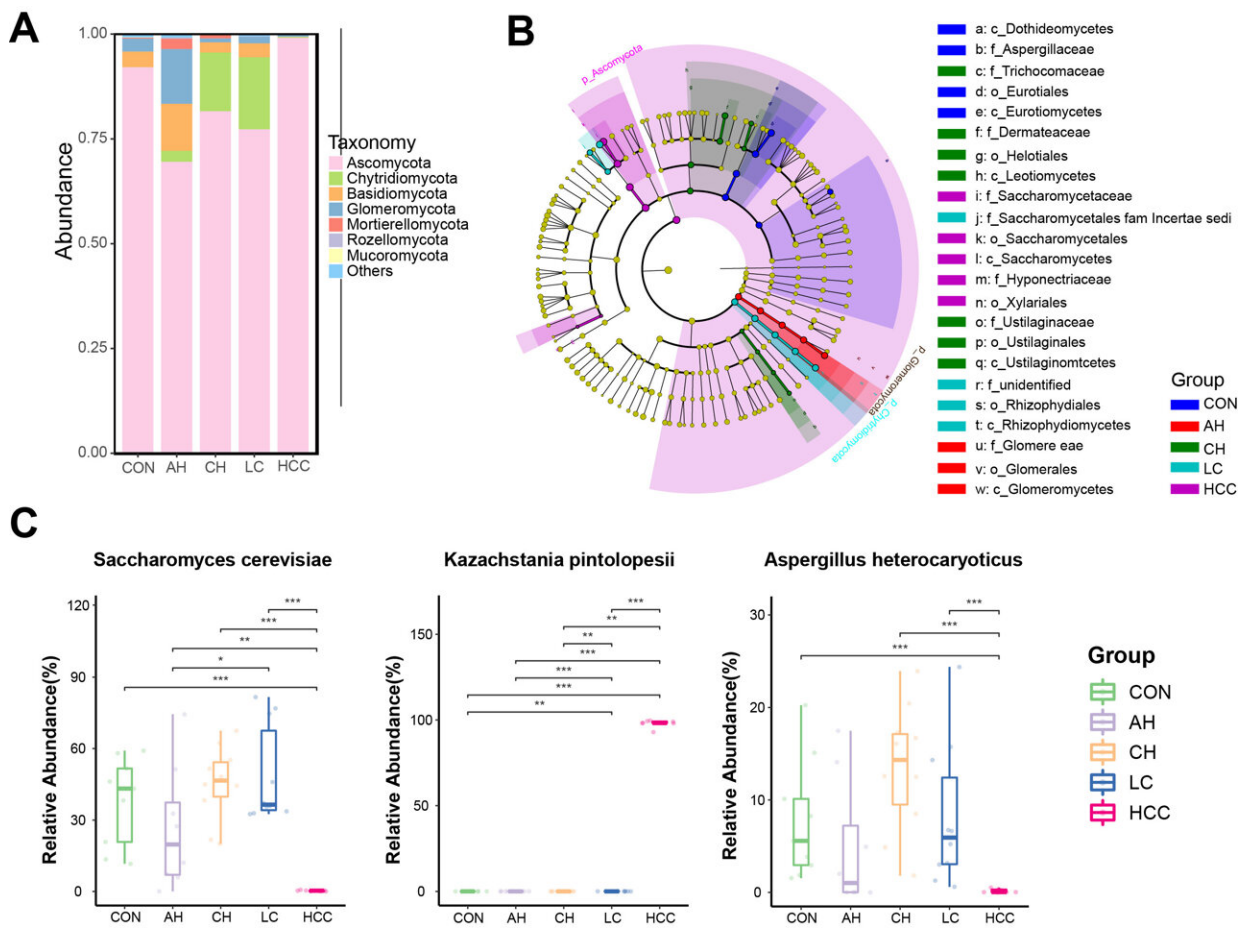 A
1.00
0.75
0.50
0.25
0.00
Abundance
CON AH CH LC HCC
Taxonomy
Ascomycota
Chytridiomycota
Basidiomycota
Glomeromycota
Mortierellomycota
Rozellomycota
Mucoromycota
Others
B
p_Ascomycota
p_Glomeromycota
p_Chytridiomycota
a: c_Dothideomycetes
b: f_Aspergillaceae
c: f_Trichocomaceae
d: o_Eurotiales
e: c_Eurotiomycetes
f: f_Dermateaceae
g: o_Helotiales
h: c_Leotiomycetes
i: f_Saccharomycetaceae
j: f_Saccharomycetales fam Incertae sedi
k: o_Saccharomycetales
l: c_Saccharomycetes
m: f_Hyponectriaceae
n: o_Xylariales
o: f_Ustilaginaceae
p: o_Ustilaginales
q: c_Ustilaginomtcetes
r: f_unidentified
s: o_Rhizophydiales
t: c_Rhizophydiomycetes
u: f_Glomere eae
v: o_Glomerales
w: c_Glomeromycetes
Group
CON
AH
CH
LC
HCC
C
Saccharomyces cerevisiae
Relative Abundance(%)
120
90
60
30
0
***
***
**
*
***
CON AH CH LC HCC
Kazachstania pintolopesii
Relative Abundance(%)
150
100
50
0
***
**
**
***
***
***
**
CON AH CH LC HCC
Aspergillus heterocaryoticus
Relative Abundance(%)
30
20
10
0
***
***
***
CON AH CH LC HCC
Group
CON
AH
CH
LC
HCC